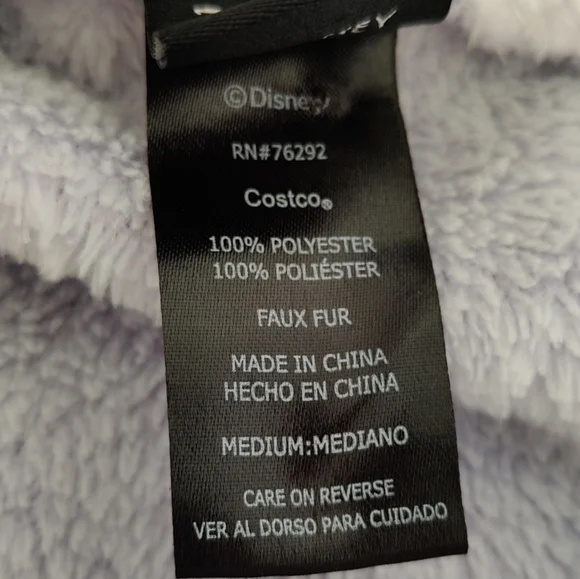 ©Disney
RN#76292
Costco®
100% POLYESTER
100% POLIÉSTER
FAUX FUR
MADE IN CHINA
HECHO EN CHINA
MEDIUM:MEDIANO
CARE ON REVERSE
VER AL DORSO PARA CUIDADO